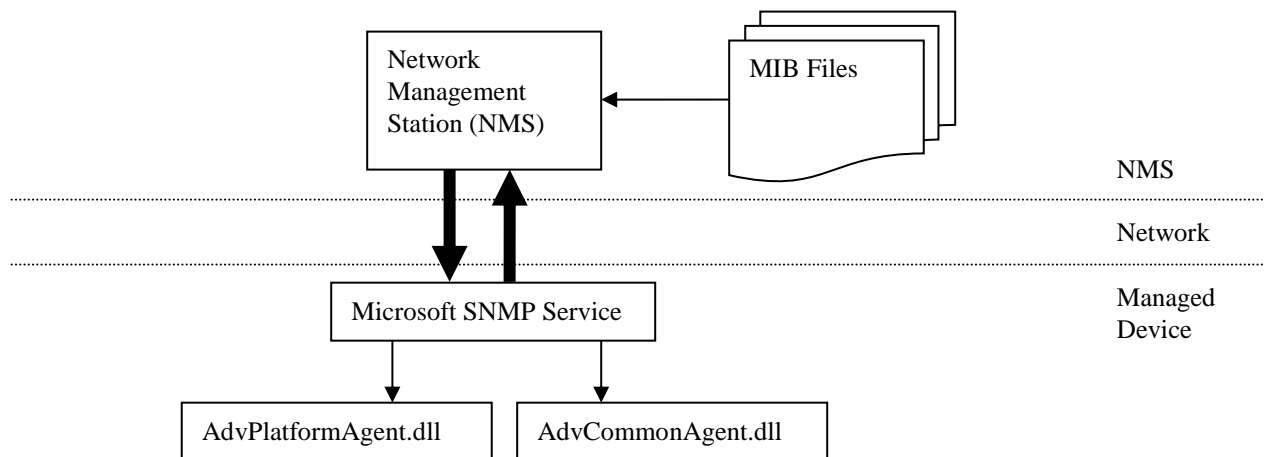 Network
Management
Station (NMS)
MIB Files
NMS
Network
Microsoft SNMP Service
Managed
Device
AdvPlatformAgent.dll
AdvCommonAgent.dll